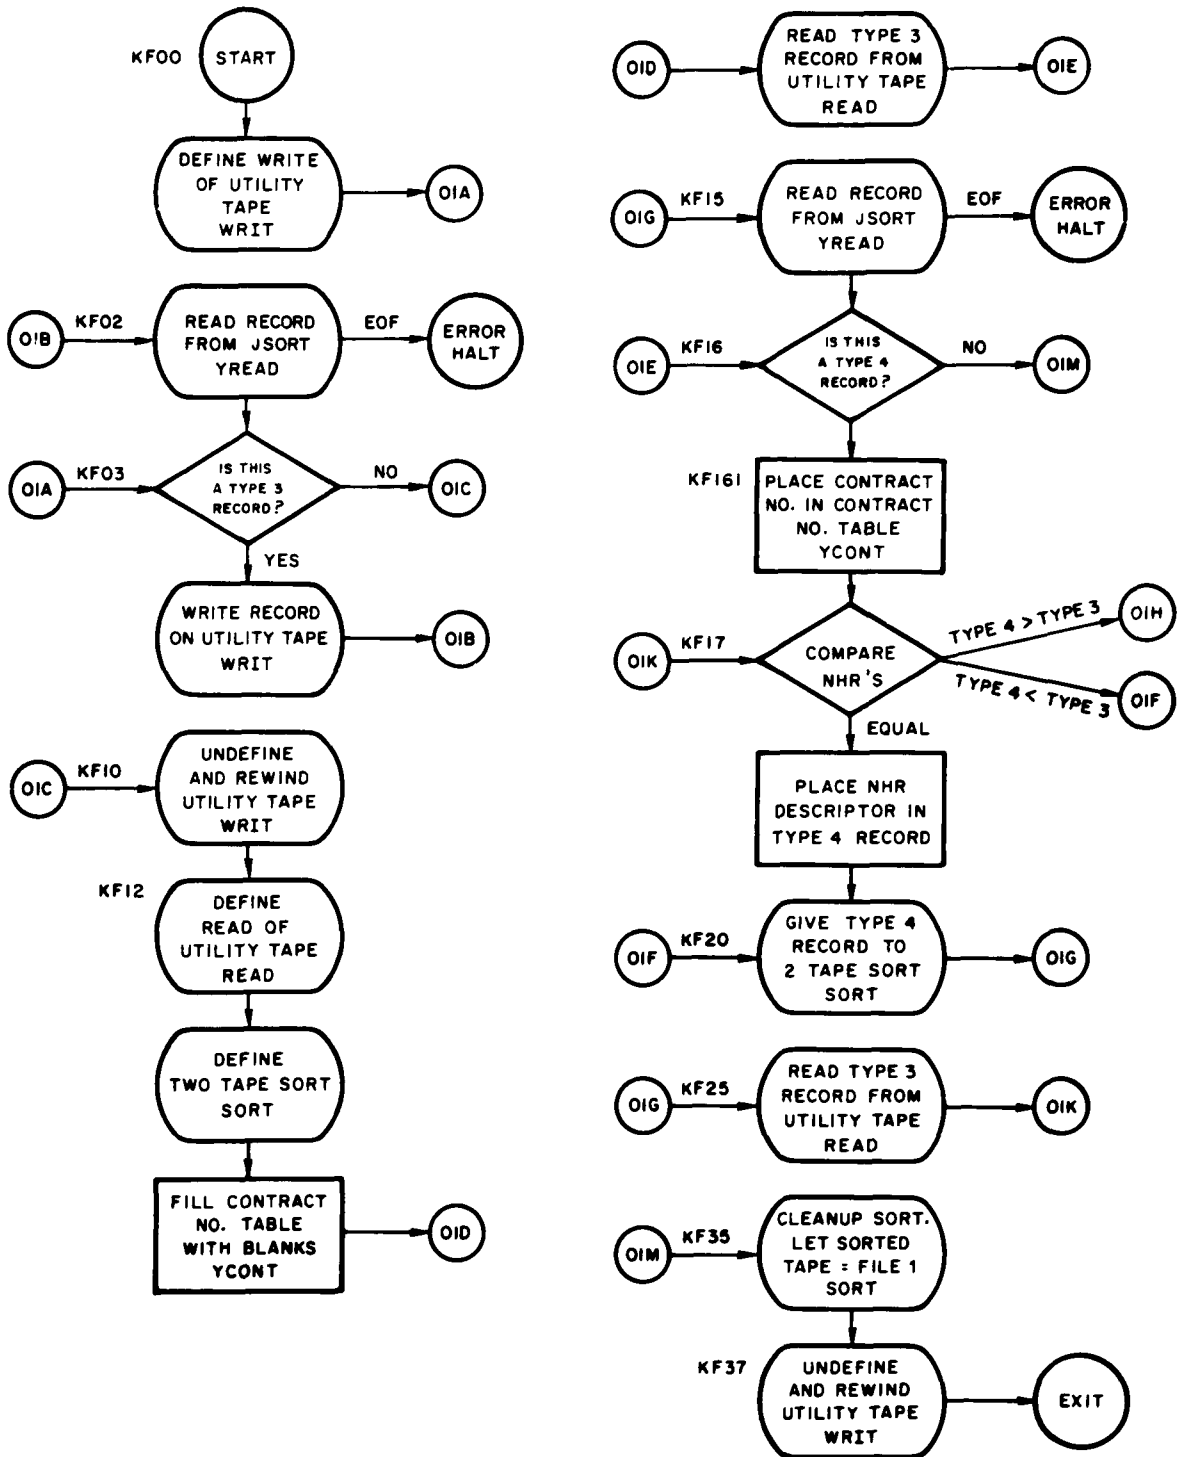 KF00
START
DEFINE WRITE
OF UTILITY
TAPE
WRIT
01A
01B
KF02
READ RECORD
FROM JSORT
YREAD
EOF
ERROR
HALT
01A
KF03
IS THIS
A TYPE 3
RECORD?
NO
01C
YES
WRITE RECORD
ON UTILITY TAPE
WRIT
01B
01C
KF10
UNDEFINE
AND REWIND
UTILITY TAPE
WRIT
KF12
DEFINE
READ OF
UTILITY TAPE
READ
DEFINE
TWO TAPE SORT
SORT
FILL CONTRACT
NO. TABLE
WITH BLANKS
YCONT
01D
01D
READ TYPE 3
RECORD FROM
UTILITY TAPE
READ
01E
01G
KF15
READ RECORD
FROM JSORT
YREAD
EOF
ERROR
HALT
01E
KF16
IS THIS
A TYPE 4
RECORD?
NO
01M
KF161
PLACE CONTRACT
NO. IN CONTRACT
NO. TABLE
YCONT
01K
KF17
COMPARE
NHR'S
TYPE 4 > TYPE 3
01H
TYPE 4 < TYPE 3
01F
EQUAL
PLACE NHR
DESCRIPTOR IN
TYPE 4 RECORD
01F
KF20
GIVE TYPE 4
RECORD TO
2 TAPE SORT
SORT
01G
01G
KF25
READ TYPE 3
RECORD FROM
UTILITY TAPE
READ
01K
01M
KF35
CLEANUP SORT.
LET SORTED
TAPE = FILE 1
SORT
KF37
UNDEFINE
AND REWIND
UTILITY TAPE
WRIT
EXIT